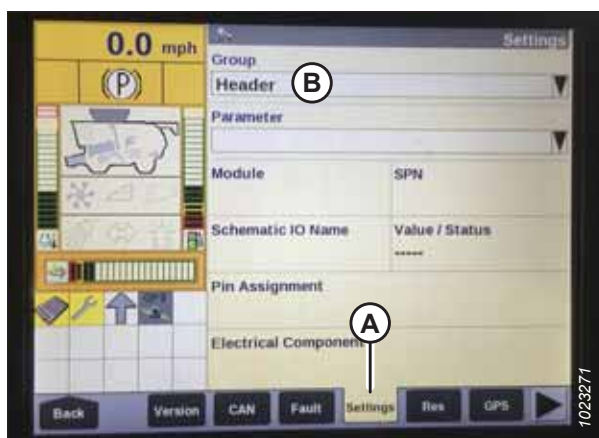 0.0 mph
Settings
(P)
Group
Header
B
Parameter
Module SPN
Schematic IO Name Value / Status
-----
Pin Assignment
A
Electrical Component
Back Version CAN Fault Settings Res GPS
1023271